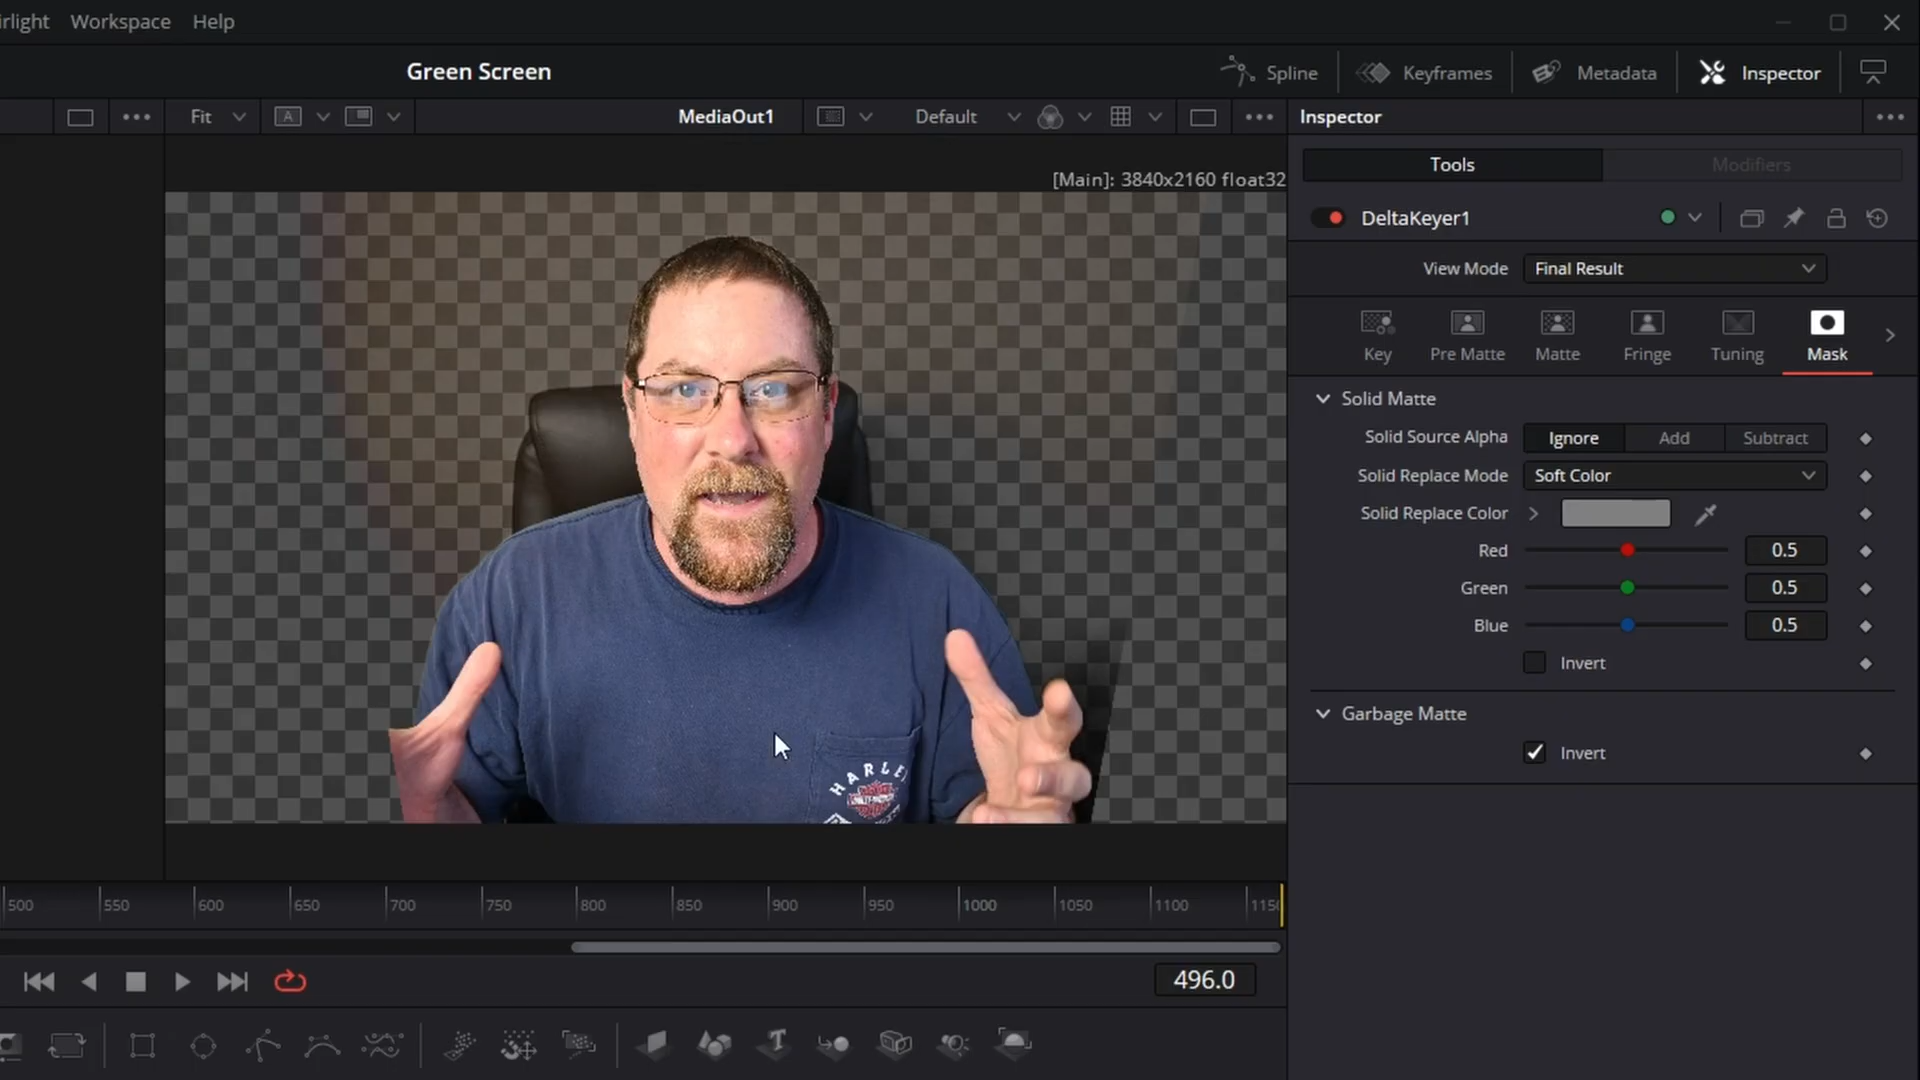 irlight Workspace Help
Green Screen
Spline Keyframes Metadata Inspector
Fit A MediaOut1 Default
Inspector
[Main]: 3840x2160 float32
Tools Modifiers
DeltaKeyer1
View Mode Final Result
Key Pre Matte Matte Fringe Tuning Mask
Solid Matte
Solid Source Alpha Ignore Add Subtract
Solid Replace Mode Soft Color
Solid Replace Color
Red 0.5
Green 0.5
Blue 0.5
Invert
Garbage Matte
Invert
HARLE
500 550 600 650 700 750 800 850 900 950 1000 1050 1100 1150
496.0
T